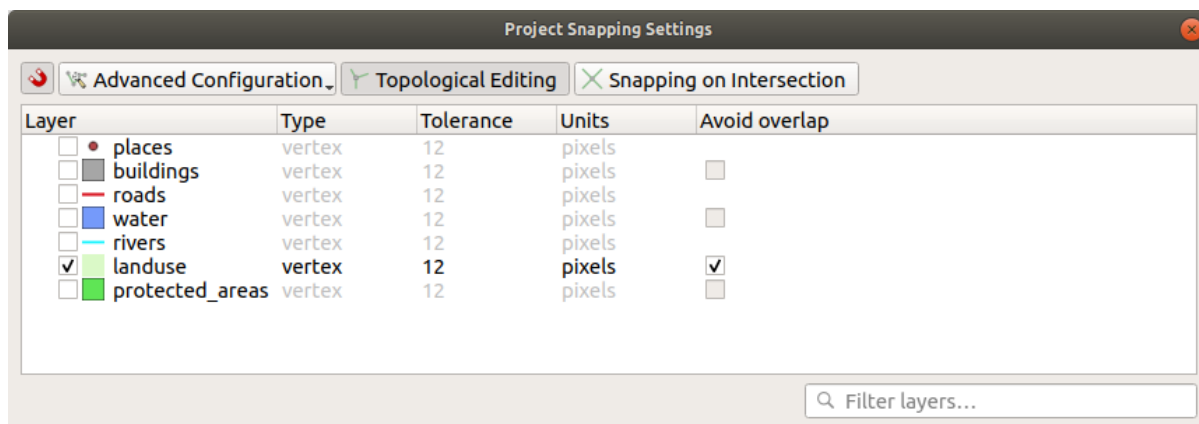 Project Snapping Settings
Advanced Configuration Topological Editing Snapping on Intersection
Layer Type Tolerance Units Avoid overlap
places vertex 12 pixels
buildings vertex 12 pixels
roads vertex 12 pixels
water vertex 12 pixels
rivers vertex 12 pixels
landuse vertex 12 pixels
protected_areas vertex 12 pixels
Filter layers...